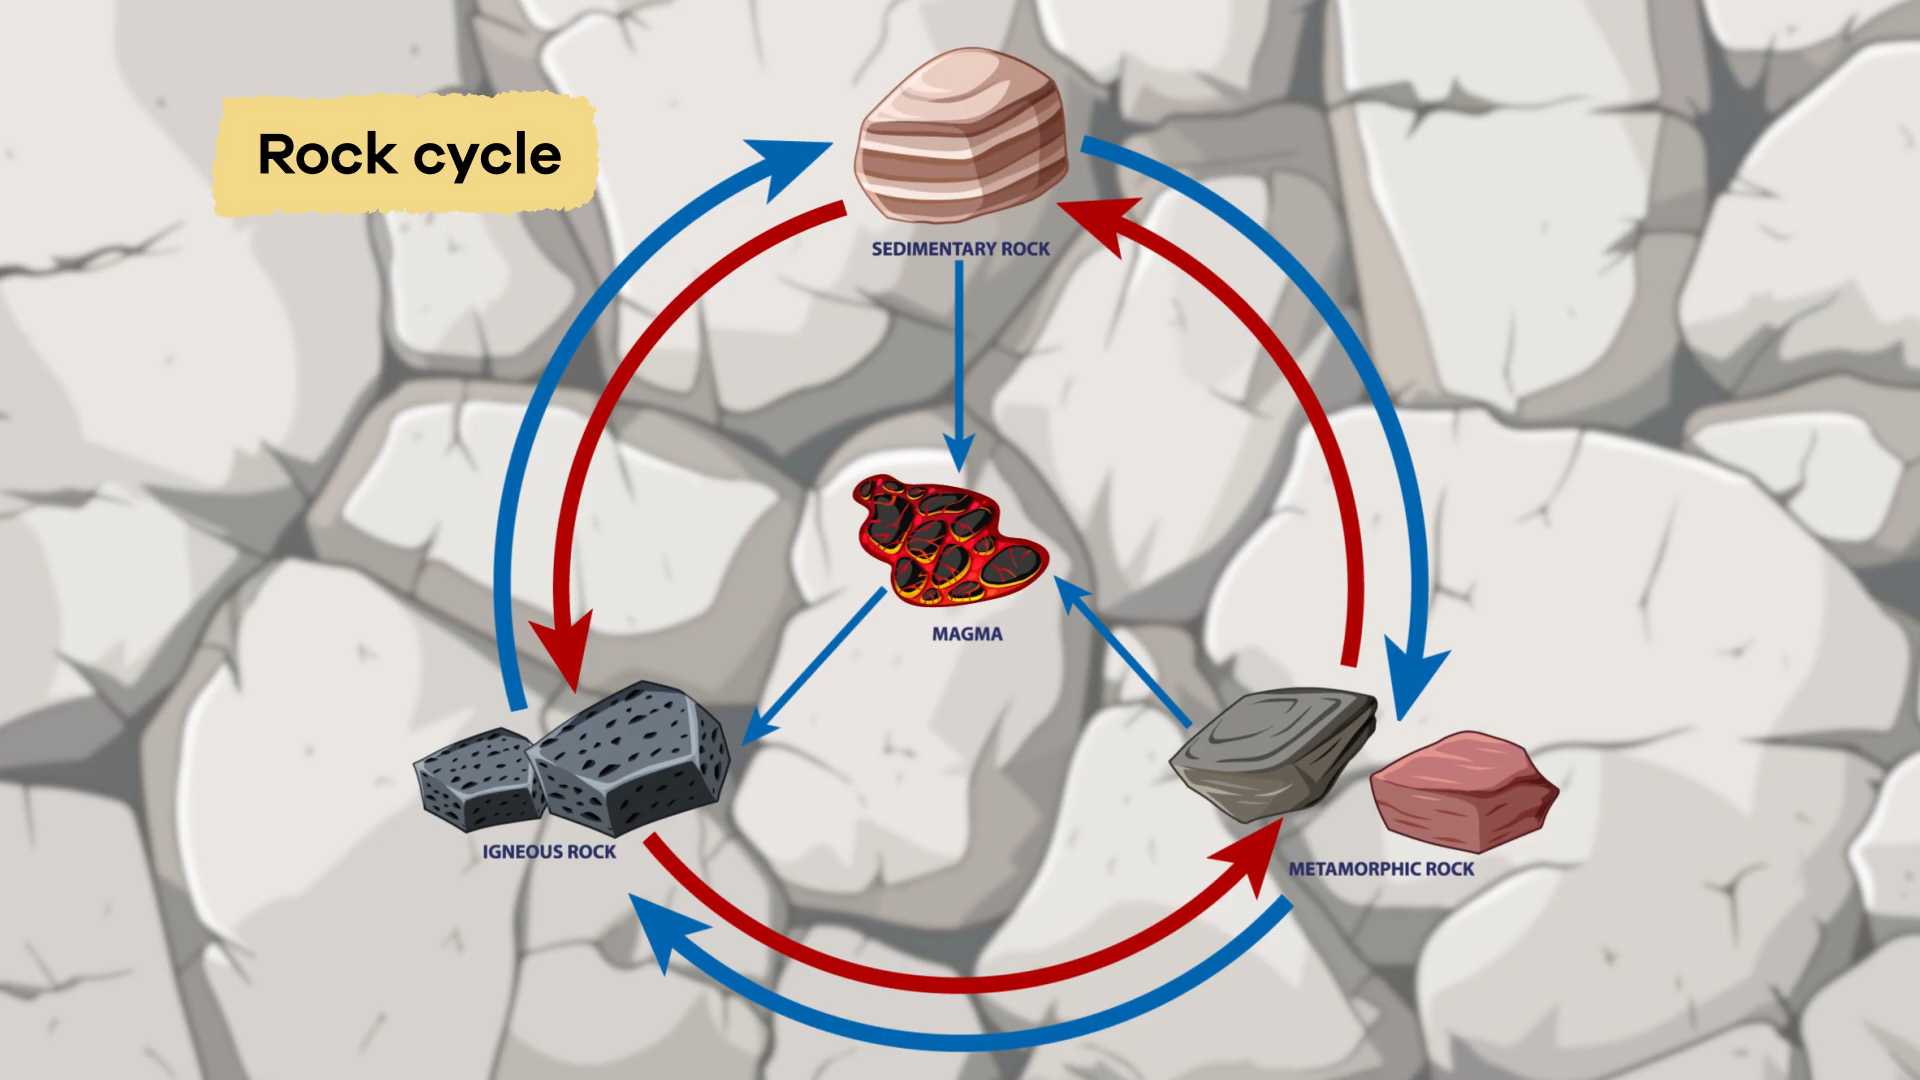 Rock cycle
SEDIMENTARY ROCK
MAGMA
IGNEOUS ROCK
METAMORPHIC ROCK